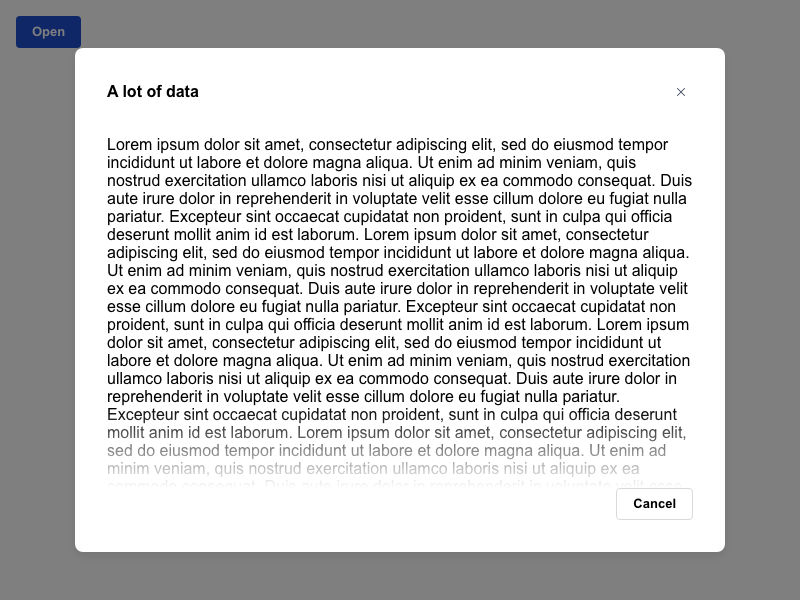 Open
A lot of data
Lorem ipsum dolor sit amet, consectetur adipiscing elit, sed do eiusmod tempor
incididunt ut labore et dolore magna aliqua. Ut enim ad minim veniam, quis
nostrud exercitation ullamco laboris nisi ut aliquip ex ea commodo consequat. Duis
aute irure dolor in reprehenderit in voluptate velit esse cillum dolore eu fugiat nulla
pariatur. Excepteur sint occaecat cupidatat non proident, sunt in culpa qui officia
deserunt mollit anim id est laborum. Lorem ipsum dolor sit amet, consectetur
adipiscing elit, sed do eiusmod tempor incididunt ut labore et dolore magna aliqua.
Ut enim ad minim veniam, quis nostrud exercitation ullamco laboris nisi ut aliquip
ex ea commodo consequat. Duis aute irure dolor in reprehenderit in voluptate velit
esse cillum dolore eu fugiat nulla pariatur. Excepteur sint occaecat cupidatat non
proident, sunt in culpa qui officia deserunt mollit anim id est laborum. Lorem ipsum
dolor sit amet, consectetur adipiscing elit, sed do eiusmod tempor incididunt ut
labore et dolore magna aliqua. Ut enim ad minim veniam, quis nostrud exercitation
ullamco laboris nisi ut aliquip ex ea commodo consequat. Duis aute irure dolor in
reprehenderit in voluptate velit esse cillum dolore eu fugiat nulla pariatur.
Excepteur sint occaecat cupidatat non proident, sunt in culpa qui officia deserunt
mollit anim id est laborum. Lorem ipsum dolor sit amet, consectetur adipiscing elit,
sed do eiusmod tempor incididunt ut labore et dolore magna aliqua. Ut enim ad
minim veniam, quis nostrud exercitation ullamco laboris nisi ut aliquip ex ea
Cancel